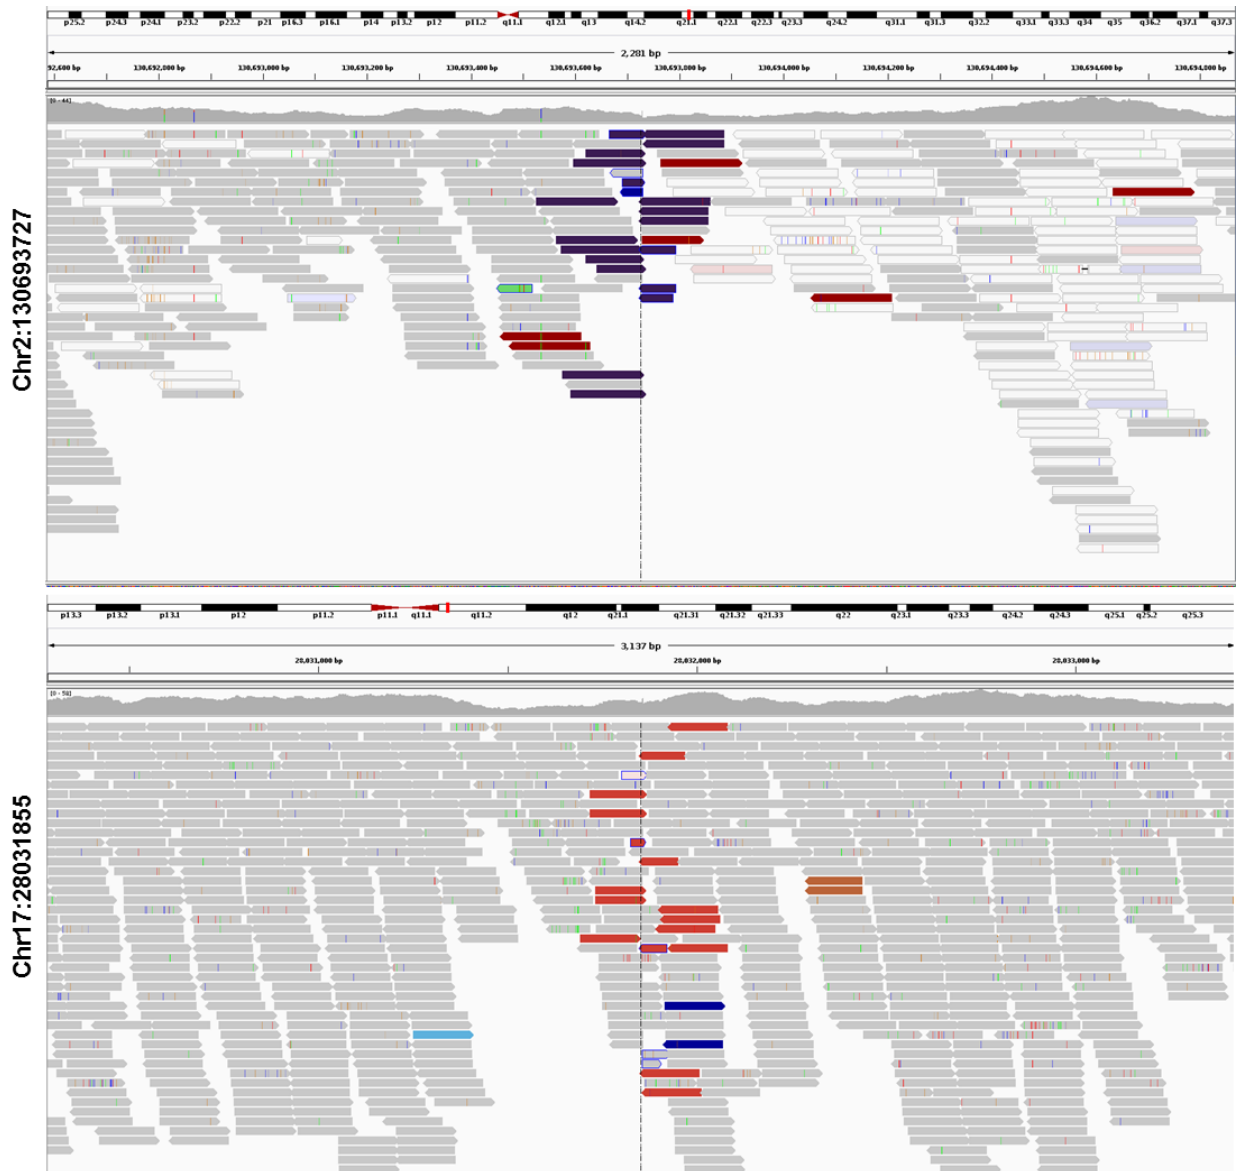 p25.2 p24.3 p24.1 p23.2 p22.2 p21 p16.3 p16.1 p14 p13.2 p12 p11.2 q11.1 q12.1 q13 q14.2 q21.1 q22.1 q22.3 q23.3 q24.2 q31.1 q31.3 q32.2 q33.1 q33.3 q34 q35 q36.2 q37.1 q37.3
2,281 bp
92,600 bp 130,692,800 bp 130,693,000 bp 130,693,200 bp 130,693,400 bp 130,693,600 bp 130,693,800 bp 130,694,000 bp 130,694,200 bp 130,694,400 bp 130,694,600 bp 130,694,800 bp
[0 - 44]
Chr2:130693727
p13.3 p13.2 p13.1 p12 p11.2 p11.1 q11.1 q11.2 q12 q21.1 q21.31 q21.32 q21.33 q22 q23.1 q23.3 q24.2 q24.3 q25.1 q25.2 q25.3
3,137 bp
28,031,000 bp 28,032,000 bp 28,033,000 bp
[0 - 58]
Chr17:28031855